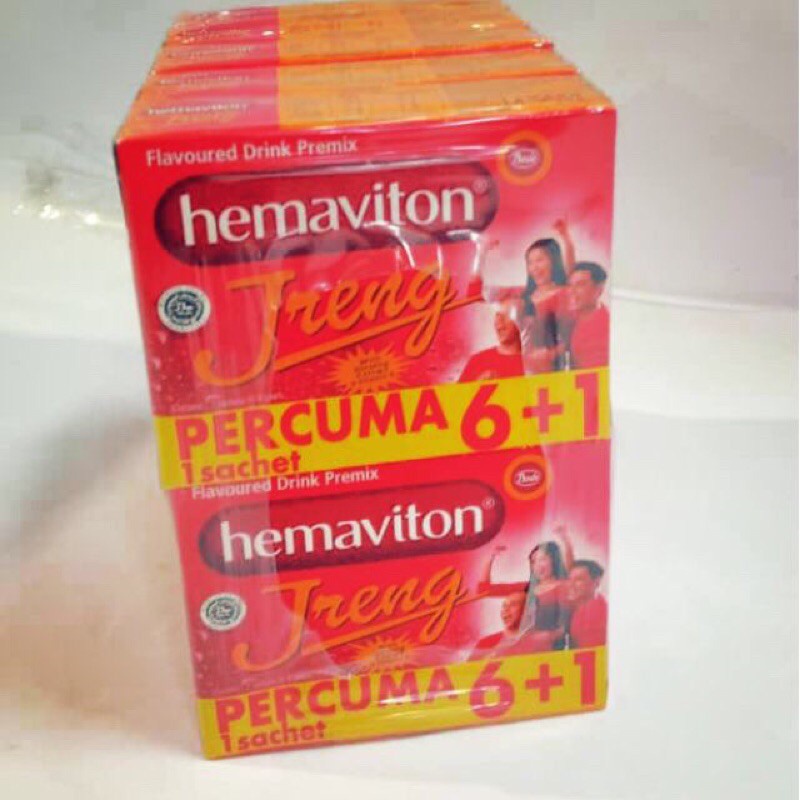 hemaviton
Flavoured Drink Premix
hemaviton®
Jreng
PERCUMA 6+1
1 sachet
Flavoured Drink Premix
hemaviton®
Jreng
PERCUMA 6+1
1 sachet